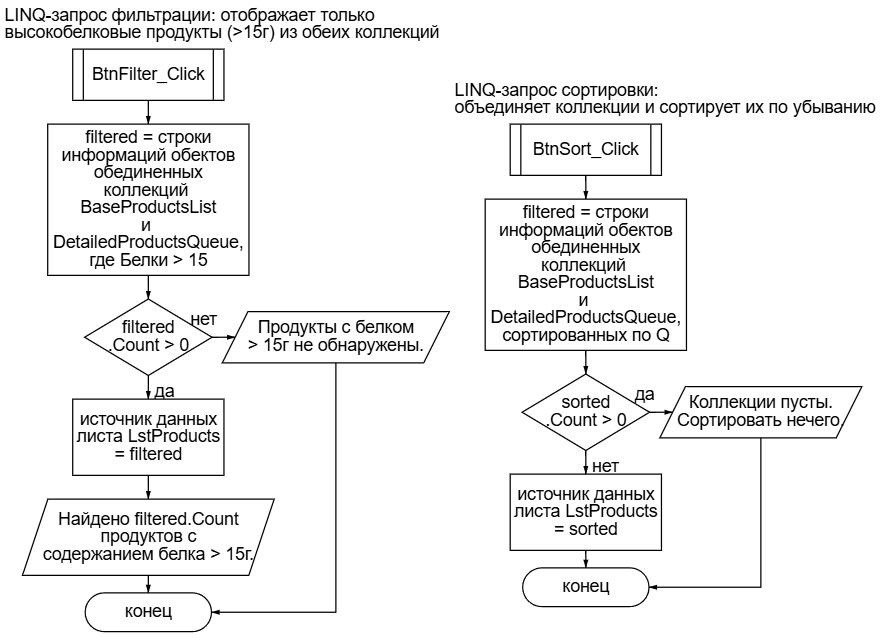 LINQ-запрос фильтрации: отображает только
высокобелковые продукты (>15г) из обеих коллекций
BtnFilter_Click
filtered = строки
информаций обектов
обединенных
коллекций
BaseProductsList
и
DetailedProductsQueue,
где Белки > 15
filtered
.Count > 0
нет
Продукты с белком
> 15г не обнаружены.
да
источник данных
листа LstProducts
= filtered
Найдено filtered.Count
продуктов с
содержанием белка > 15г.
конец
LINQ-запрос сортировки:
объединяет коллекции и сортирует их по убыванию
BtnSort_Click
filtered = строки
информаций обектов
обединенных
коллекций
BaseProductsList
и
DetailedProductsQueue,
сортированных по Q
sorted
.Count > 0
да
Коллекции пусты.
Сортировать нечего.
нет
источник данных
листа LstProducts
= sorted
конец